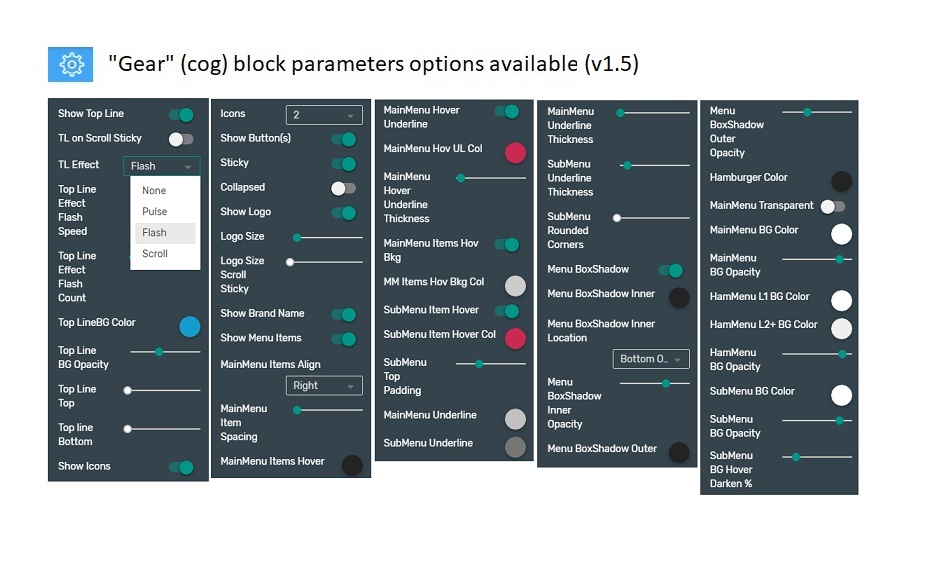 "Gear" (cog) block parameters options available (v1.5)
Show Top Line
TL on Scroll Sticky
TL Effect
Flash
None
Pulse
Flash
Scroll
Top Line
Effect
Flash
Speed
Top Line
Effect
Flash
Count
Top LineBG Color
Top Line
BG Opacity
Top Line
Top
Top line
Bottom
Show Icons
Icons
2
Show Button(s)
Sticky
Collapsed
Show Logo
Logo Size
Logo Size
Scroll
Sticky
Show Brand Name
Show Menu Items
MainMenu Items Align
Right
MainMenu
Item
Spacing
MainMenu Items Hover
MainMenu Hover
Underline
MainMenu Hov UL Col
MainMenu
Hover
Underline
Thickness
MainMenu Items Hov
Bkg
MM Items Hov Bkg Col
SubMenu Item Hover
SubMenu Item Hover Col
SubMenu
Top
Padding
MainMenu Underline
SubMenu Underline
MainMenu
Underline
Thickness
SubMenu
Underline
Thickness
SubMenu
Rounded
Corners
Menu BoxShadow
Menu BoxShadow Inner
Menu BoxShadow Inner
Location
Bottom O...
Menu
BoxShadow
Inner
Opacity
Menu BoxShadow Outer
Menu
BoxShadow
Outer
Opacity
Hamburger Color
MainMenu Transparent
MainMenu BG Color
MainMenu
BG Opacity
HamMenu L1 BG Color
HamMenu L2+ BG Color
HamMenu
BG Opacity
SubMenu BG Color
SubMenu
BG Opacity
SubMenu
BG Hover
Darken %